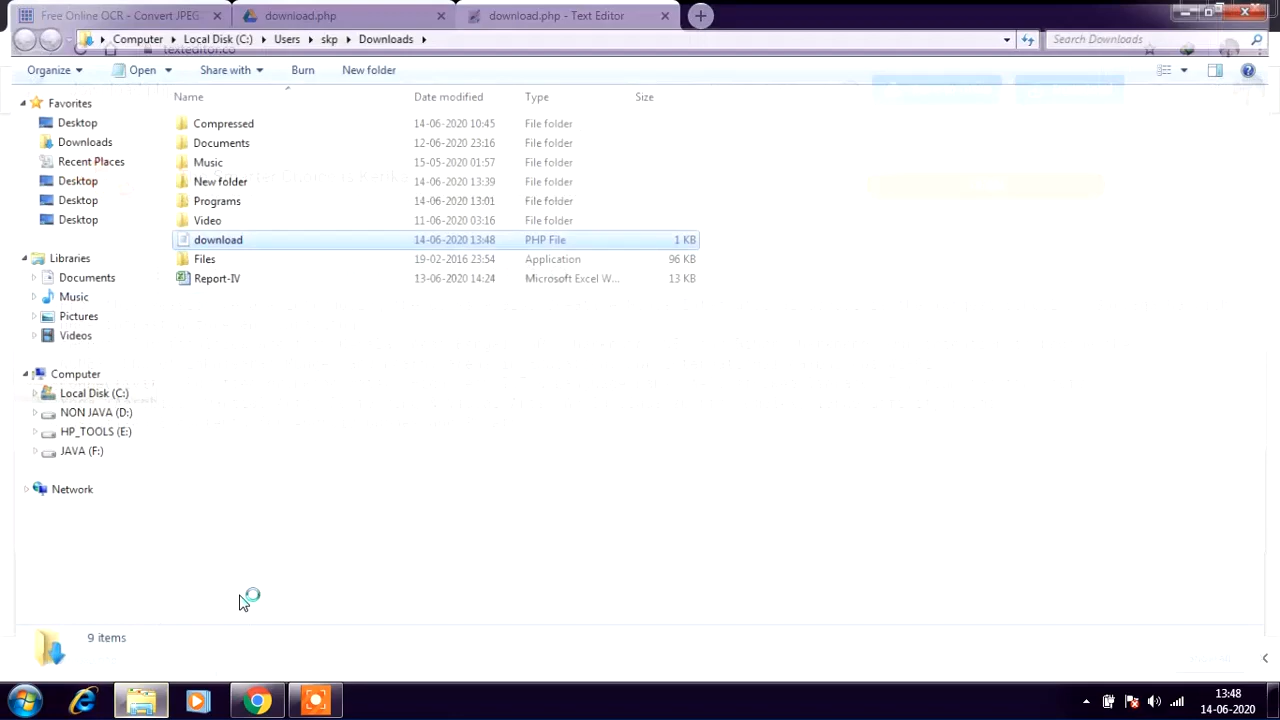 Free Online OCR - Convert JPEG
download.php
download.php - Text Editor
Computer Local Disk (C:) Users skp Downloads
Search Downloads
texteditor.co
Organize Open Share with Burn New folder
Name Date modified Type Size
Favorites
Desktop
Downloads
Recent Places
Desktop
Desktop
Desktop
Libraries
Documents
Music
Pictures
Videos
Computer
Local Disk (C:)
NON JAVA (D:)
HP_TOOLS (E:)
JAVA (F:)
Network
Compressed 14-06-2020 10:45 File folder
Documents 12-06-2020 23:16 File folder
Music 15-05-2020 01:57 File folder
New folder 14-06-2020 13:39 File folder
Programs 14-06-2020 13:01 File folder
Video 11-06-2020 03:16 File folder
download 14-06-2020 13:48 PHP File 1 KB
Files 19-02-2016 23:54 Application 96 KB
Report-IV 13-06-2020 14:24 Microsoft Excel W... 13 KB
9 items
13:48
14-06-2020